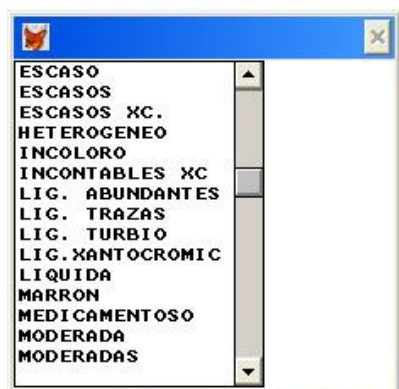 ESCASO
ESCASOS
ESCASOS XC.
HETEROGENEO
INCOLORO
INCONTABLES XC
LIG. ABUNDANTES
LIG. TRAZAS
LIG. TURBIO
LIG.XANTOCROMIC
LIQUIDA
MARRON
MEDICAMENTOSO
MODERADA
MODERADAS